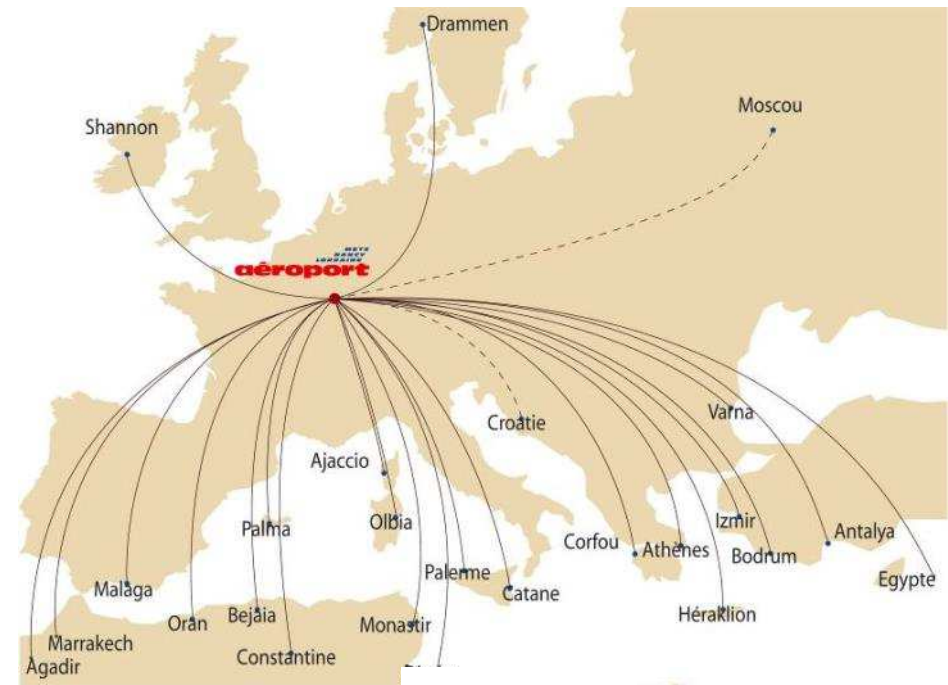 Drammen
Moscou
Shannon
METZ
NANCY
LORRAINE
aéroport
Croatie
Varna
Ajaccio
Palma
Olbia
Izmir
Antalya
Corfou
Athènes
Bodrum
Palerme
Catane
Egypte
Malaga
Héraklion
Oran
Bejaia
Monastir
Marrakech
Constantine
Agadir